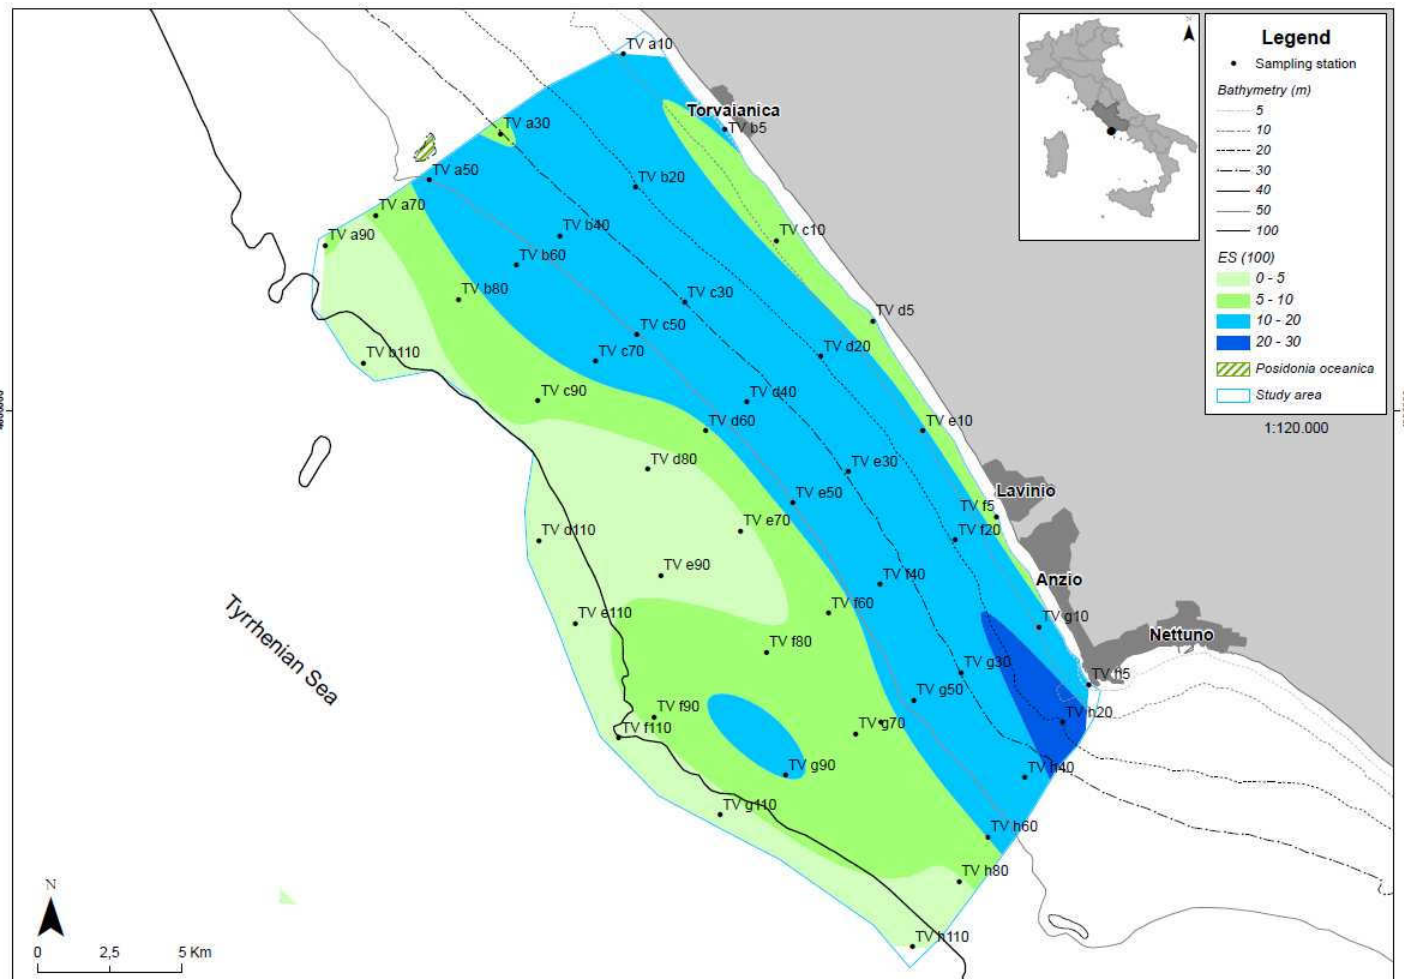 TV a10
Torvaianica
TV b5
TV a30
TV a50
TV b20
TV a70
TV b40
TV c10
TV a90
TV b60
TV b80
TV c30
TV d5
TV c50
TV d20
TV b110
TV c70
TV c90
TV d40
TV d60
TV e10
TV d80
TV e30
Lavinio
TV e50
TV f5
TV e70
TV f20
TV d110
TV e90
TV f40
Anzio
TV f60
TV e110
TV g10
Nettuno
TV f80
Tyrrhenian Sea
TV g30
TV h5
TV g50
TV f90
TV h20
TV f110
TV g70
TV g90
TV h40
TV g110
TV h60
TV h80
TV h110
N
0 2,5 5 Km
N
Legend
Sampling station
Bathymetry (m)
5
10
20
30
40
50
100
ES (100)
0 - 5
5 - 10
10 - 20
20 - 30
Posidonia oceanica
Study area
1:120.000